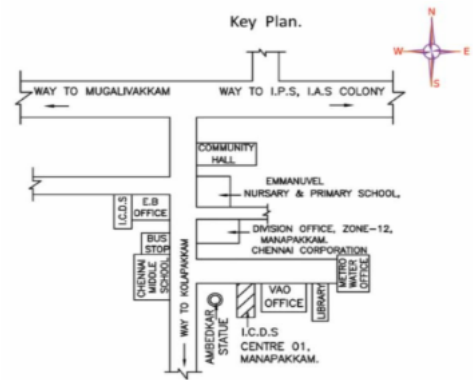 Key Plan.
N
W
E
S
WAY TO MUGALIVAKKAM
WAY TO I.P.S, I.A.S COLONY
COMMUNITY
HALL
EMMANUVEL
NURSARY & PRIMARY SCHOOL,
I.C.D.S
E.B
OFFICE
DIVISION OFFICE, ZONE-12,
MANAPAKKAM.
CHENNAI CORPORATION
BUS
STOP
CHENNAI
MIDDLE
SCHOOL
WAY TO KOLAPAKKAM
AMBEDKAR
STATUE
VAO
OFFICE
LIBRARY
METRO
WATER
OFFICE
I.C.D.S
CENTRE 01,
MANAPAKKAM.